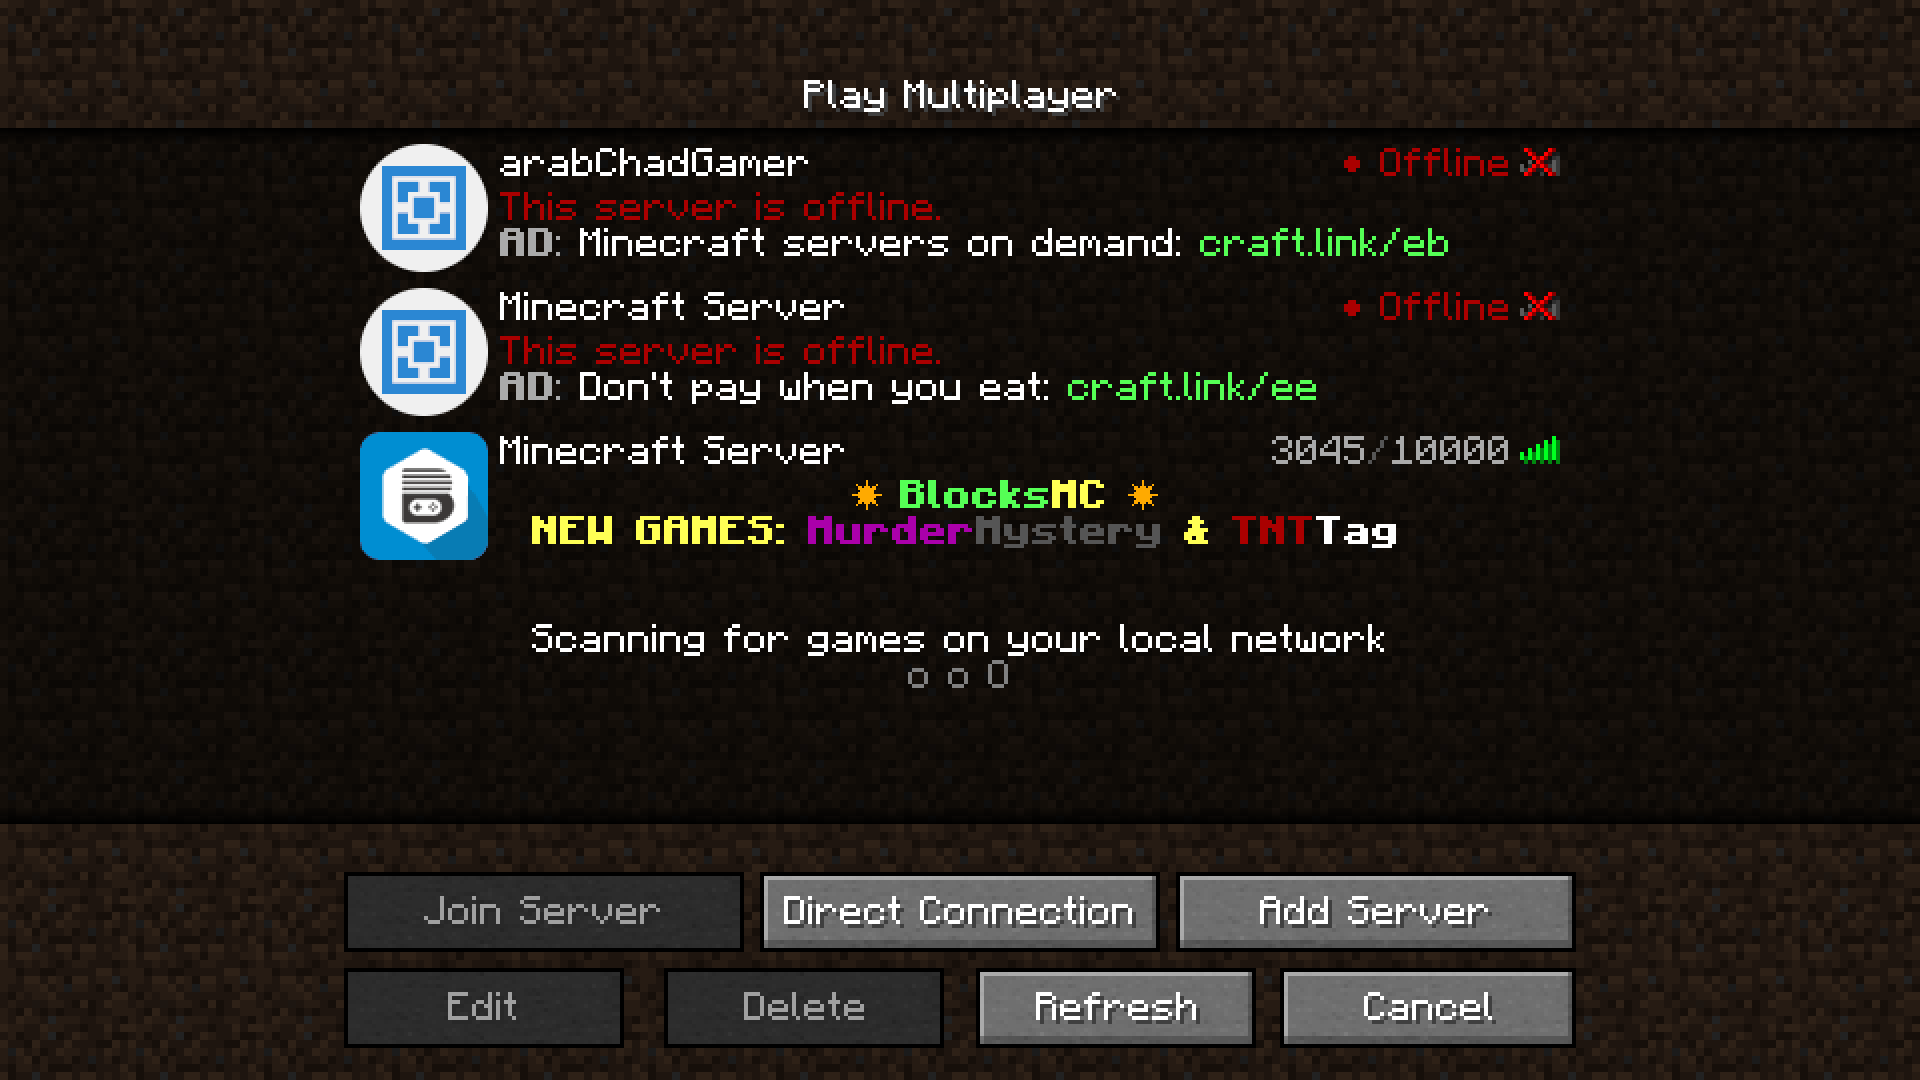 Play Multiplayer
arabChadGamer
• Offline
This server is offline.
AD: Minecraft servers on demand: craft.link/eb
Minecraft Server
• Offline
This server is offline.
AD: Don't pay when you eat: craft.link/ee
Minecraft Server
3045/10000
☀ BlocksMC ☀
NEW GAMES: MurderMystery & TNTTag
Scanning for games on your local network
o o O
Join Server
Direct Connection
Add Server
Edit
Delete
Refresh
Cancel